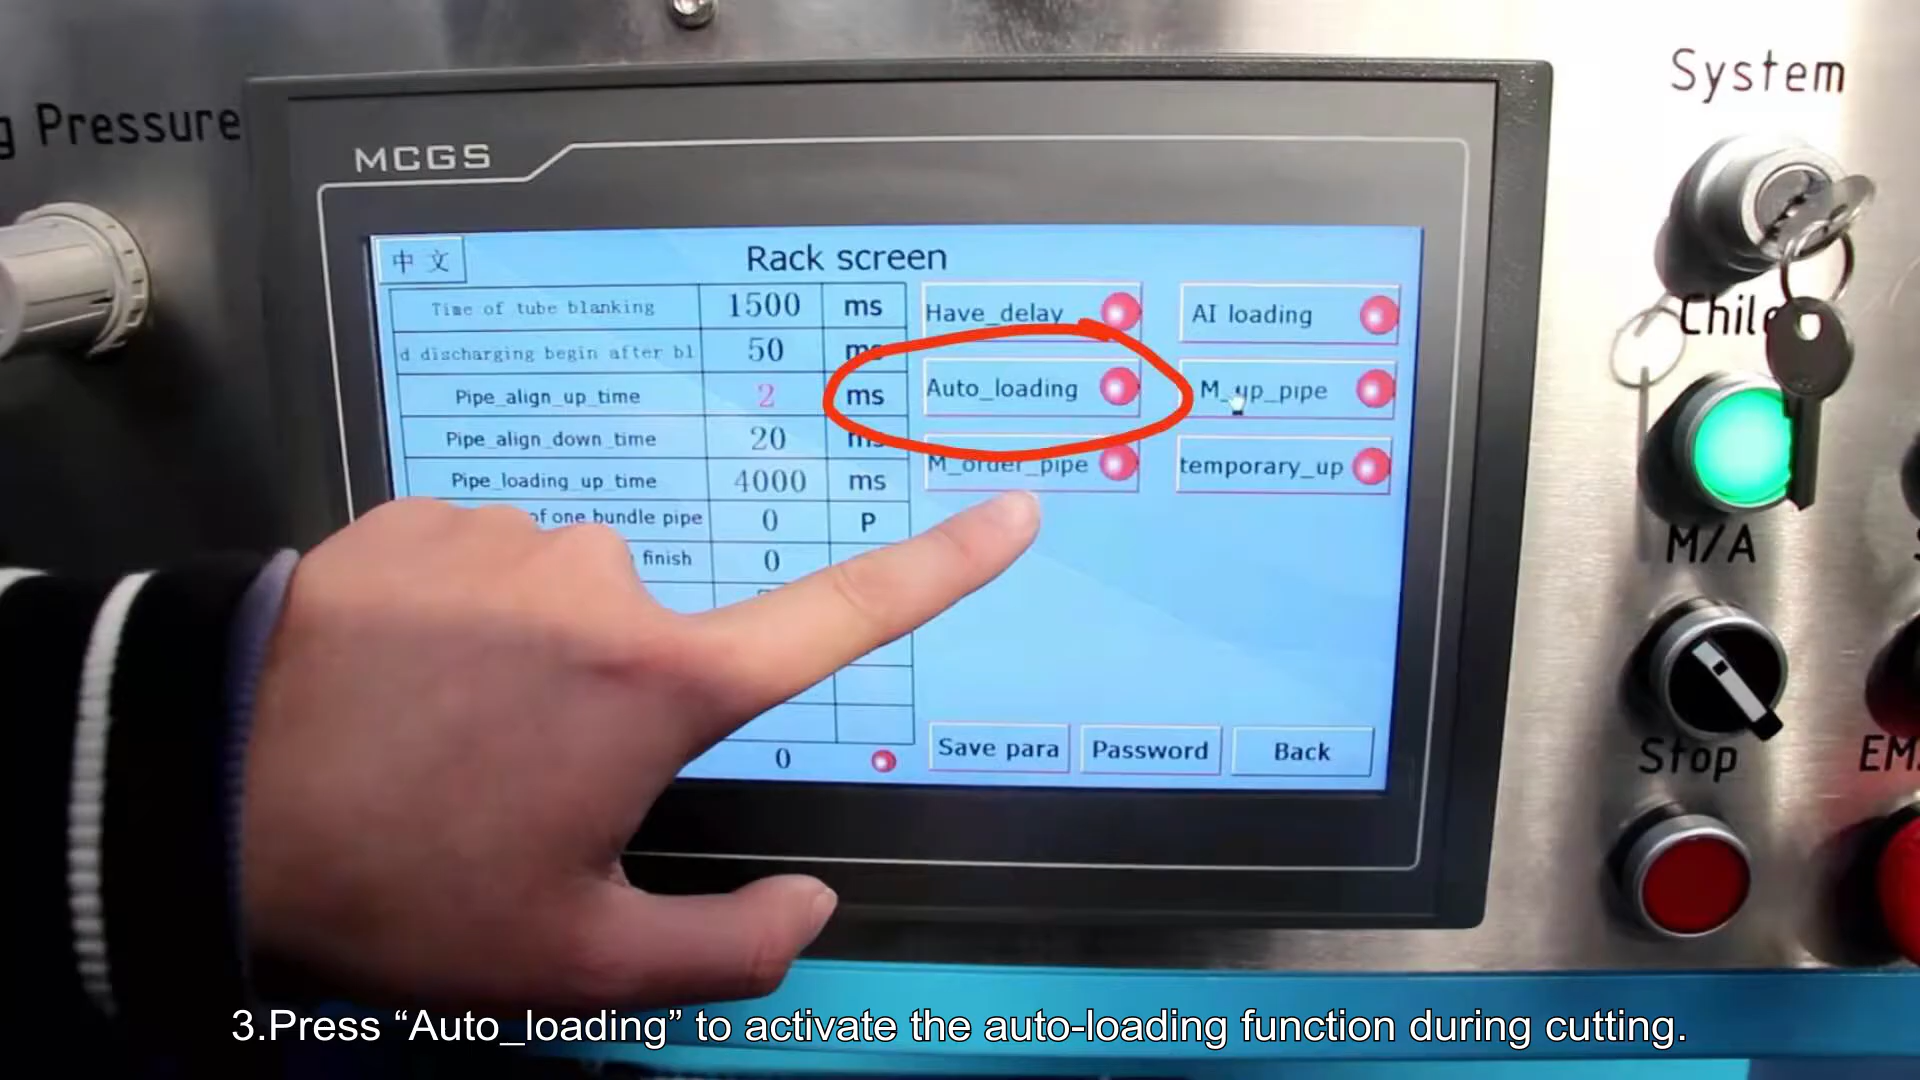 System
Pressure
MCGS
中文
Rack screen
Time of tube blanking 1500 ms
d discharging begin after bl 50 ms
Pipe_align_up_time 2 ms
Pipe_align_down_time 20 ms
Pipe_loading_up_time 4000 ms
of one bundle pipe 0 P
finish 0
0
Have_delay
AI loading
Auto_loading
M_up_pipe
M_order_pipe
temporary_up
Save para
Password
Back
M/A
Stop
3.Press “Auto_loading” to activate the auto-loading function during cutting.